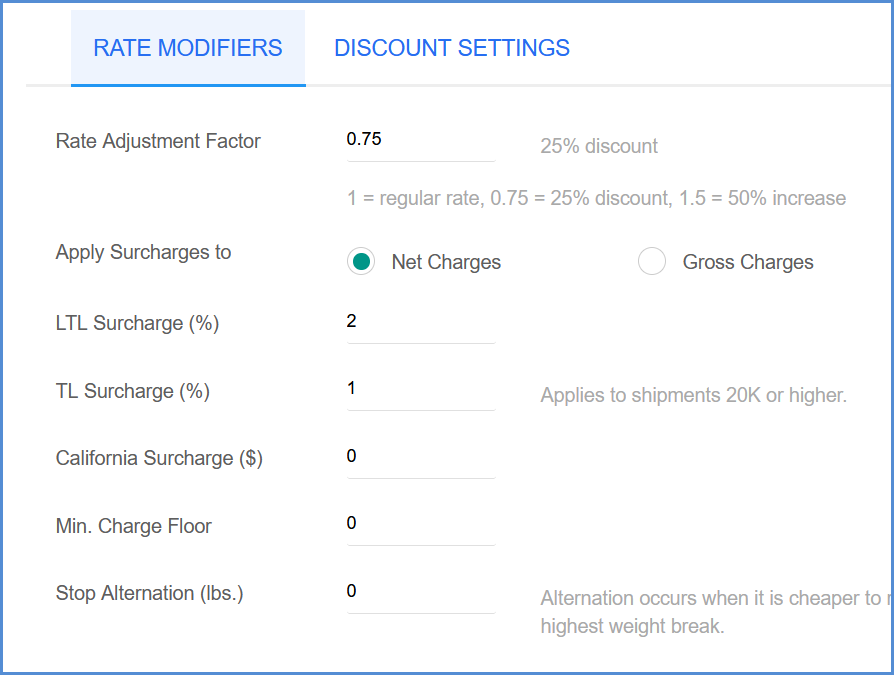 RATE MODIFIERS DISCOUNT SETTINGS
Rate Adjustment Factor 0.75 25% discount
1 = regular rate, 0.75 = 25% discount, 1.5 = 50% increase
Apply Surcharges to Net Charges Gross Charges
LTL Surcharge (%) 2
TL Surcharge (%) 1 Applies to shipments 20K or higher.
California Surcharge ($) 0
Min. Charge Floor 0
Stop Alternation (lbs.) 0 Alternation occurs when it is cheaper to
highest weight break.